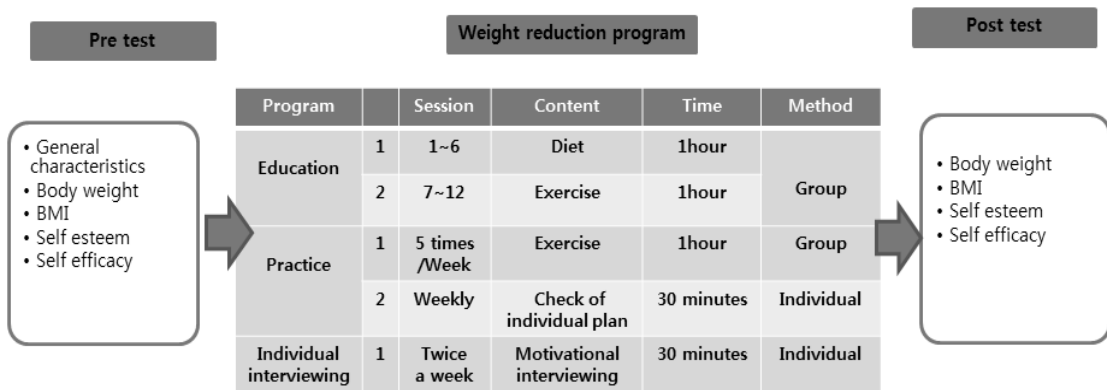 Pre test
Weight reduction program
Post test
• General
characteristics
• Body weight
• BMI
• Self esteem
• Self efficacy
Program Session Content Time Method
Education 1 1~6 Diet 1hour Group
2 7~12 Exercise 1hour
Practice 1 5 times
/Week Exercise 1hour Group
2 Weekly Check of
individual plan 30 minutes Individual
Individual
interviewing 1 Twice
a week Motivational
interviewing 30 minutes Individual
• Body weight
• BMI
• Self esteem
• Self efficacy